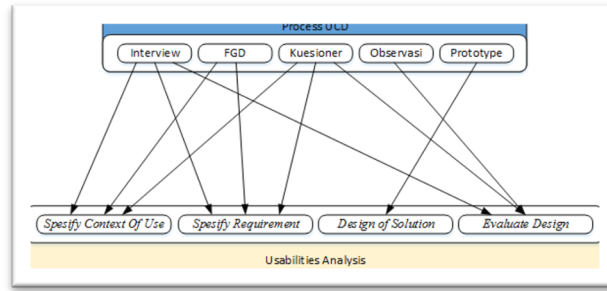 Process UCD
Interview FGD Kuesioner Observasi Prototype
Spesify Context Of Use Spesify Requirement Design of Solution Evaluate Design
Usabilities Analysis